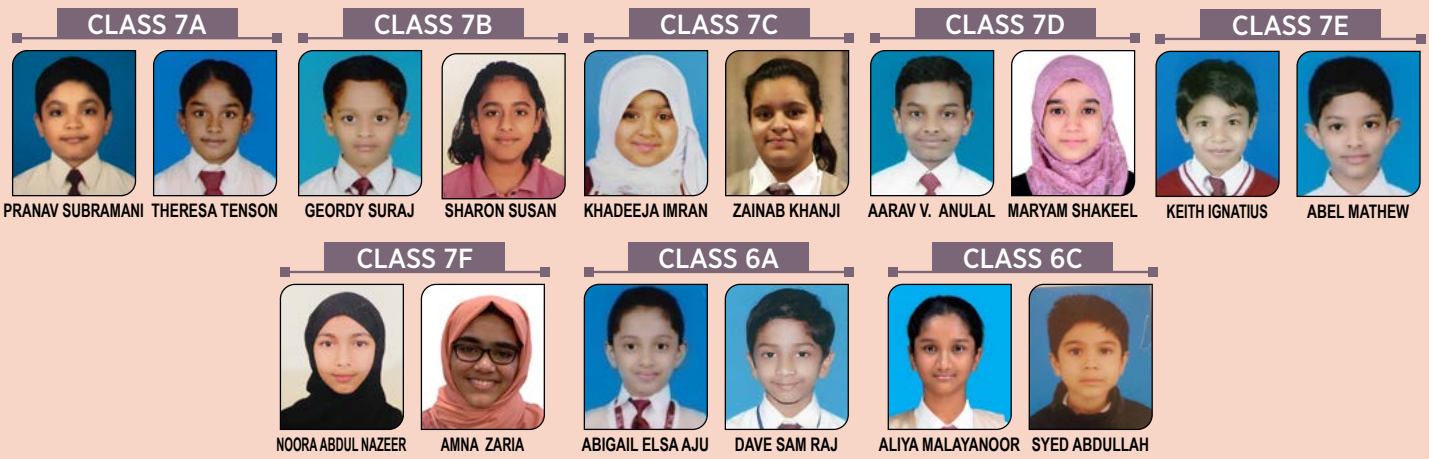 CLASS 7A CLASS 7B CLASS 7C CLASS 7D CLASS 7E
PRANAV SUBRAMANI THERESA TENSON GEORDY SURAJ SHARON SUSAN KHADEEJA IMRAN ZAINAB KHANJI AARAV V. ANULAL MARYAM SHAKEEL KEITH IGNATIUS ABEL MATHEW
CLASS 7F CLASS 6A CLASS 6C
NOORA ABDUL NAZEER AMNA ZARIA ABIGAIL ELSA AJU DAVE SAM RAJ ALIYA MALAYANOOR SYED ABDULLAH